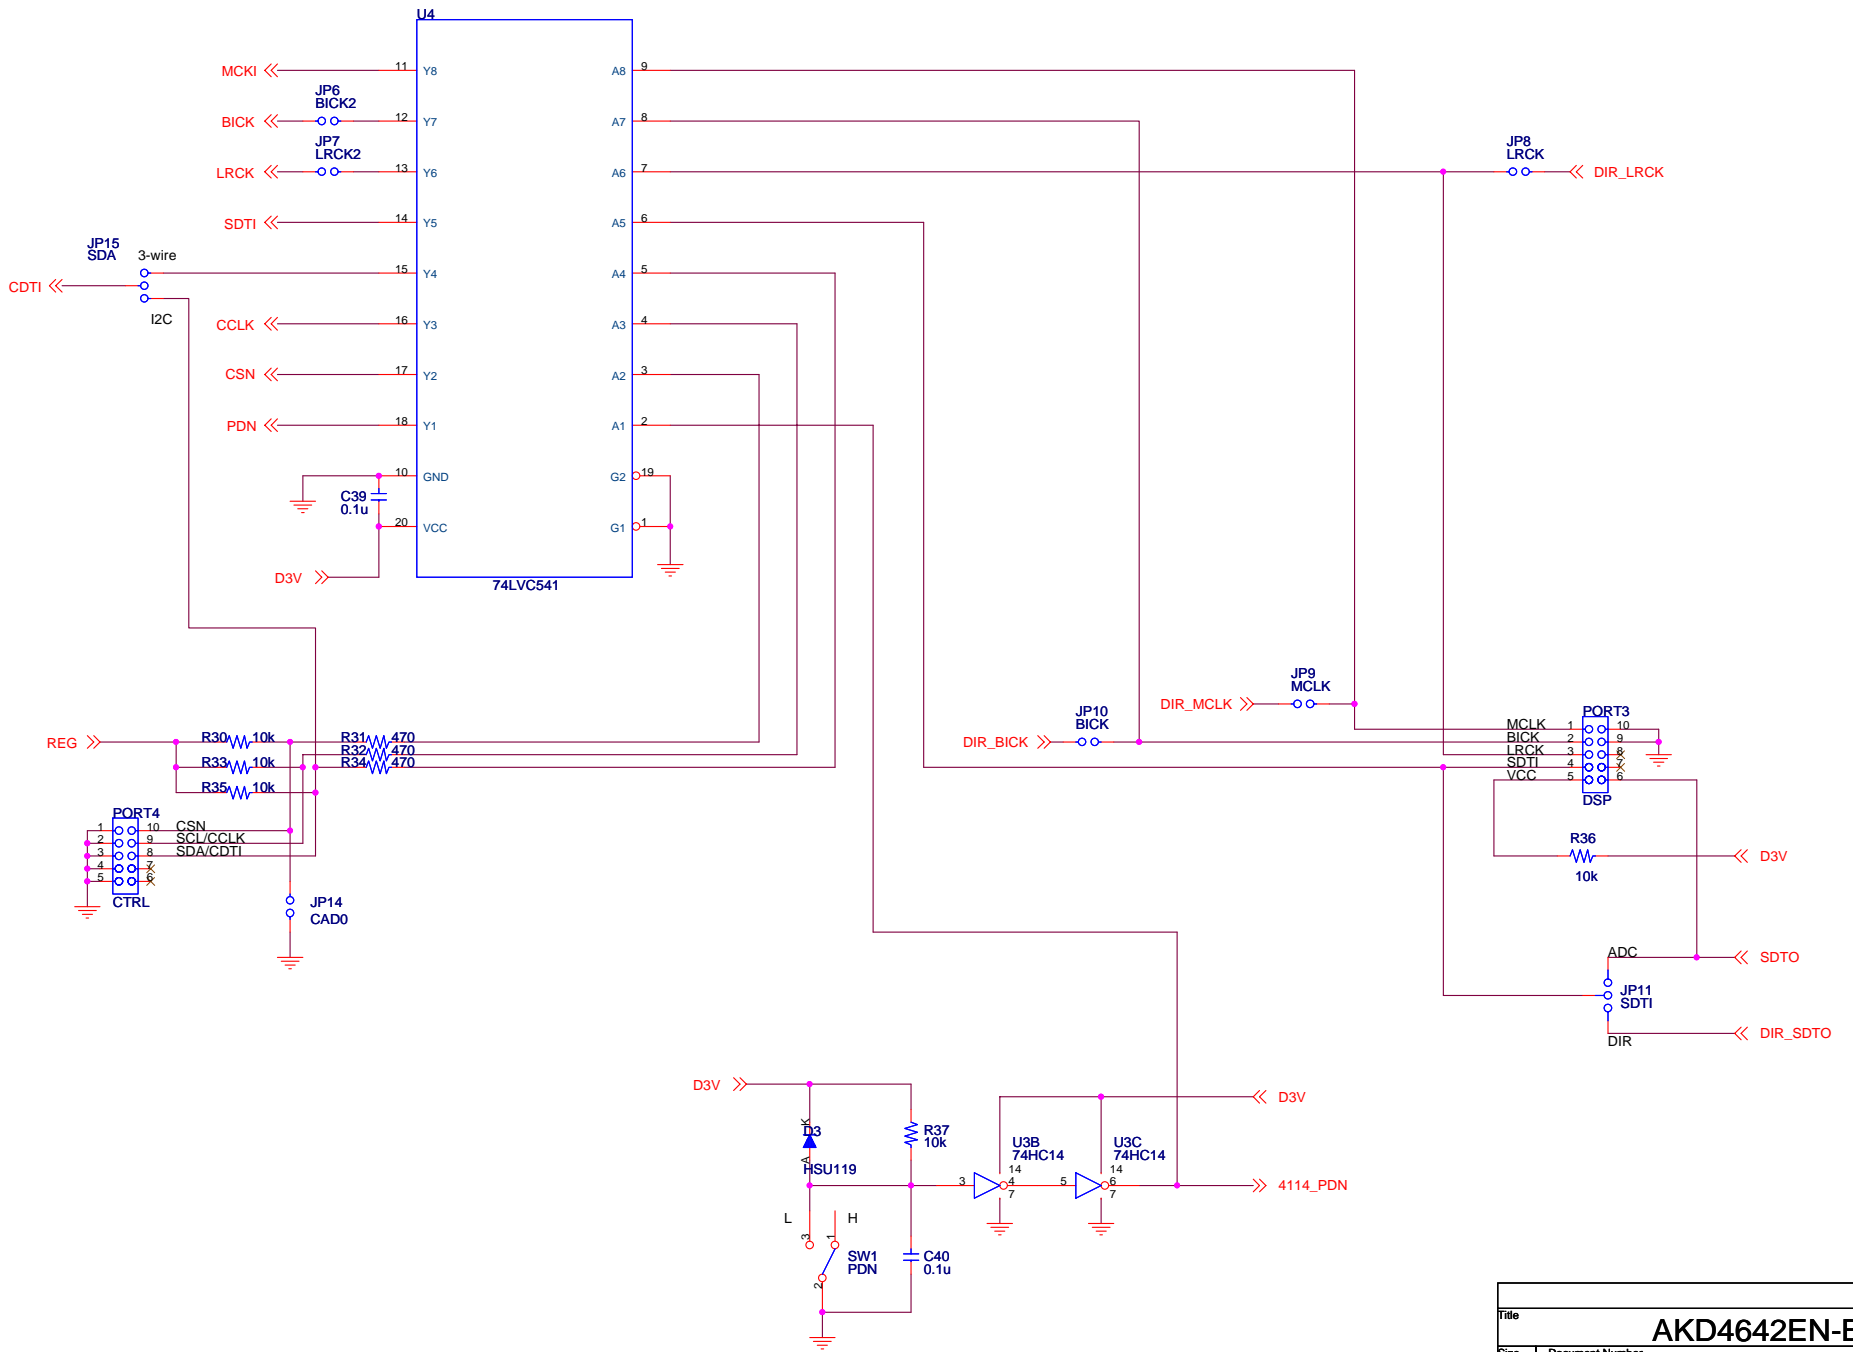 U4
MCKI 11 Y8 A8 9
JP6
BICK2
BICK 12 Y7 A7 8
JP7
LRCK2
LRCK 13 Y6 A6 7
JP8
LRCK
DIR_LRCK
SDTI 14 Y5 A5 6
JP15
SDA
3-wire
15 Y4 A4 5
CDTI
I2C
CCLK 16 Y3 A3 4
CSN 17 Y2 A2 3
PDN 18 Y1 A1 2
10 GND G2 19
C39
0.1u
20 VCC G1 1
D3V
74LVC541
JP9
MCLK
DIR_MCLK
JP10
BICK
DIR_BICK
PORT3
MCLK 1 10
BICK 2 9
LRCK 3 8
SDTI 4 7
VCC 5 6
DSP
REG
R30 10k R31 470
R32 470
R33 10k R34 470
R35 10k
PORT4
1 10 CSN
2 9 SCL/CCLK
3 8 SDA/CDTI
4 7
5 6
CTRL
JP14
CAD0
R36
10k
D3V
ADC
SDTO
JP11
SDTI
DIR
DIR_SDTO
D3V
D3V
K
D3
A
HSU119
R37
10k
U3B
74HC14
14
3 4
7
U3C
74HC14
14
5 6
7
4114_PDN
L H
3 1
SW1
PDN
2
C40
0.1u
Title
AKD4642EN-E
Size Document Number